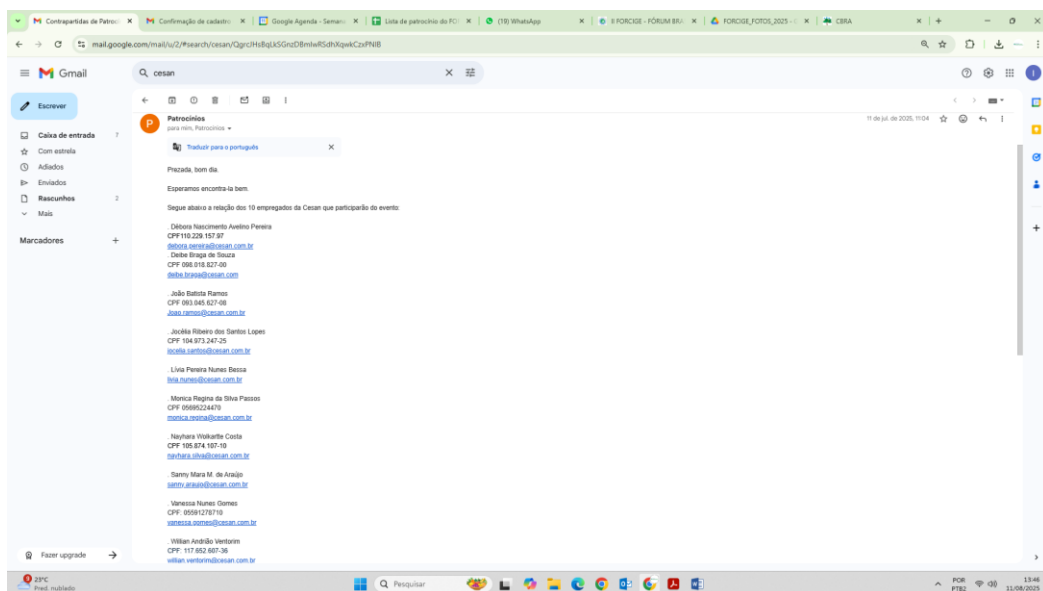 Contrapartidas de Patroc
Confirmação de cadastro
Google Agenda - Semana
Lista de patrocínio do FO
(19) WhatsApp
II FORCIGE - FÓRUM BRA
FORCIGE_FOTOS_2025 -
CBRA
mail.google.com/mail/u/2/#search/cesan/
Gmail
cesan
Escrever
Caixa de entrada 7
Com estrela
Adiados
Enviados
Rascunhos 2
Mais
Marcadores
Patrocínios
11 de jul. de 2025, 11:04
para mim, Patrocínios
Traduzir para o português
Prezada, bom dia.
Esperamos encontra-la bem.
Segue abaixo a relação dos 10 empregados da Cesan que participarão do evento:
. Débora Nascimento Avelino Pereira
CPF110.229.157.97
debora.pereira@cesan.com.br
. Deibe Braga de Souza
CPF 098.018.827-00
deibe.braga@cesan.com
. João Batista Ramos
CPF 093.045.627-08
Joao.ramos@cesan.com.br
. Jocélia Ribeiro dos Santos Lopes
CPF 104.973.247-25
jocelia.santos@cesan.com.br
. Lívia Pereira Nunes Bessa
livia.nunes@cesan.com.br
. Monica Regina da Silva Passos
CPF 05695224470
monica.regina@cesan.com.br
. Nayhara Wolkartte Costa
CPF 105.874.107-10
nayhara.silva@cesan.com.br
. Sanny Mara M. de Araújo
sanny.araujo@cesan.com.br
. Vanessa Nunes Gomes
CPF: 05591278710
vanessa.gomes@cesan.com.br
. Willian Andrião Ventorim
CPF: 117.652.607-36
willian.ventorim@cesan.com.br
Fazer upgrade
23°C
Pred. nublado
Pesquisar
POR
PTB2
13:46
11/08/2025